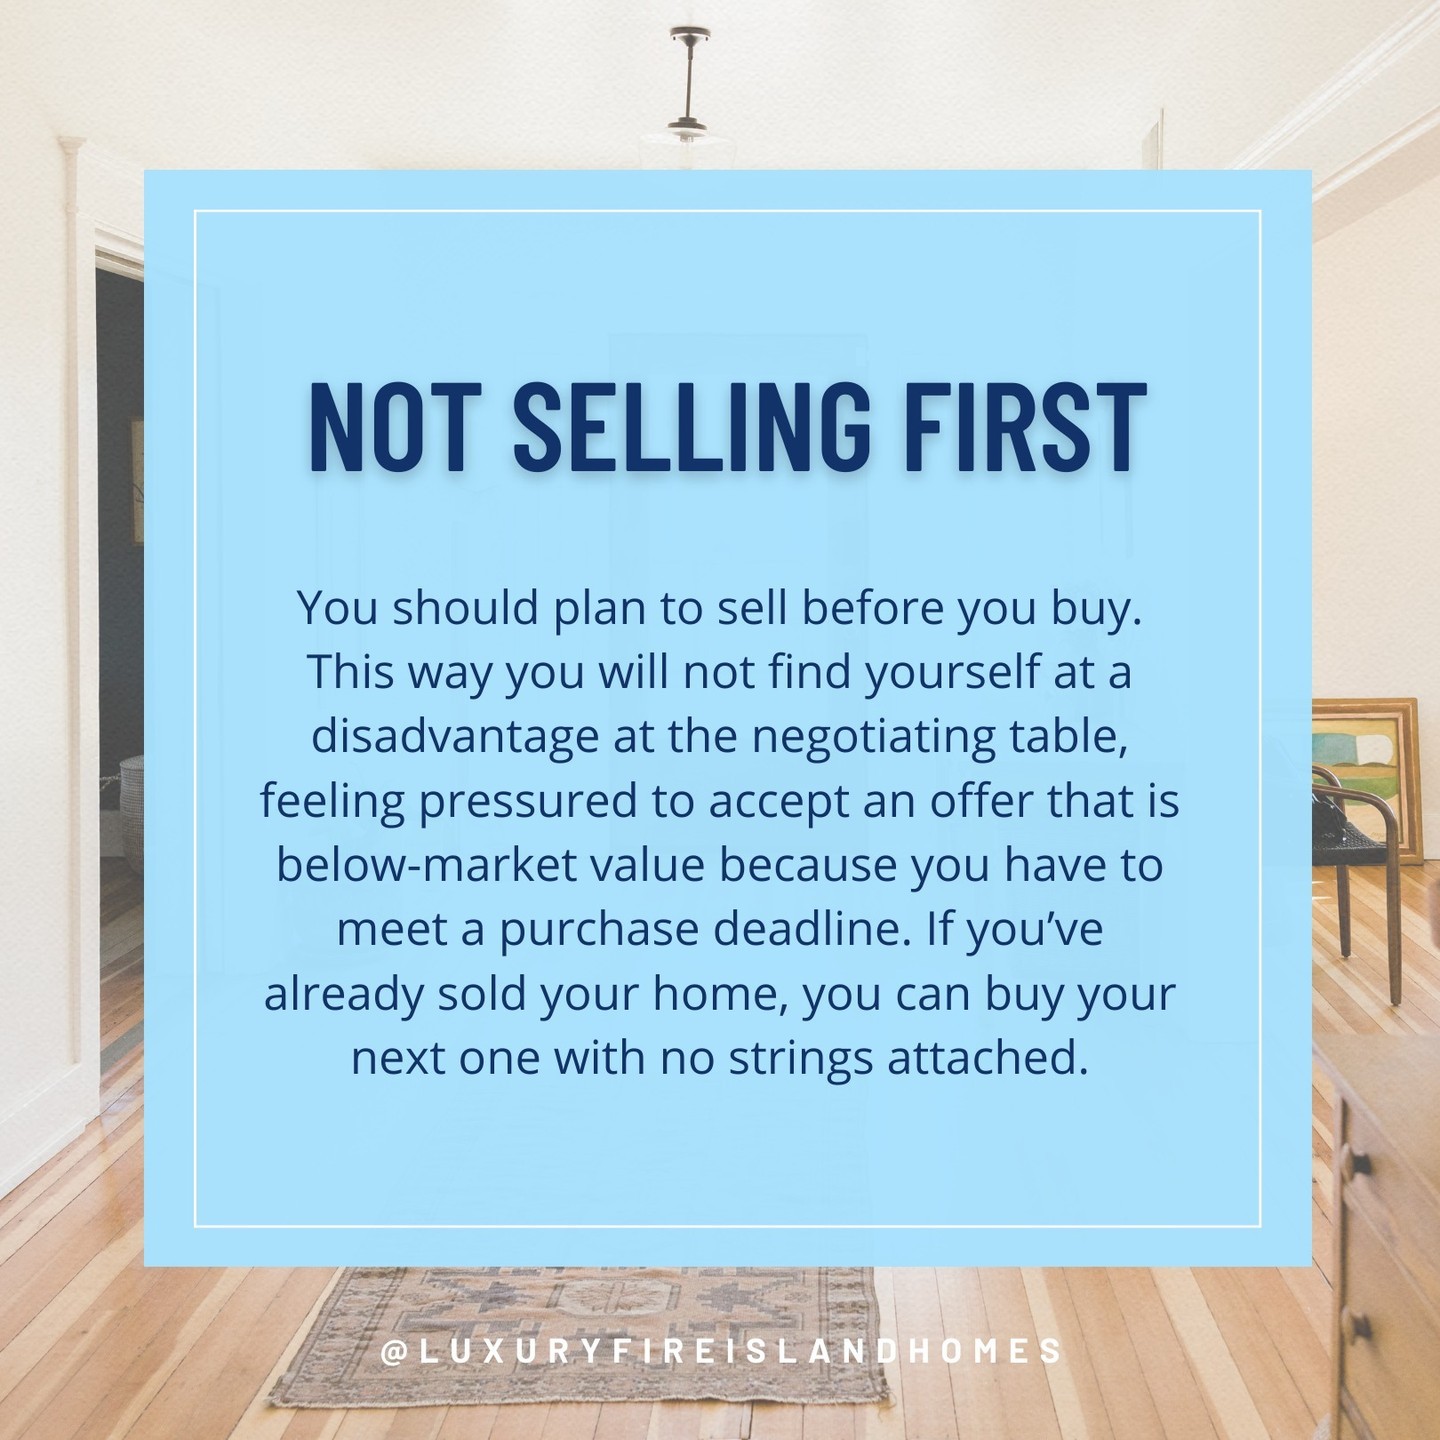 NOT SELLING FIRST
You should plan to sell before you buy.
This way you will not find yourself at a
disadvantage at the negotiating table,
feeling pressured to accept an offer that is
below-market value because you have to
meet a purchase deadline. If you’ve
already sold your home, you can buy your
next one with no strings attached.
@LUXURYFIREISLANDHOMES